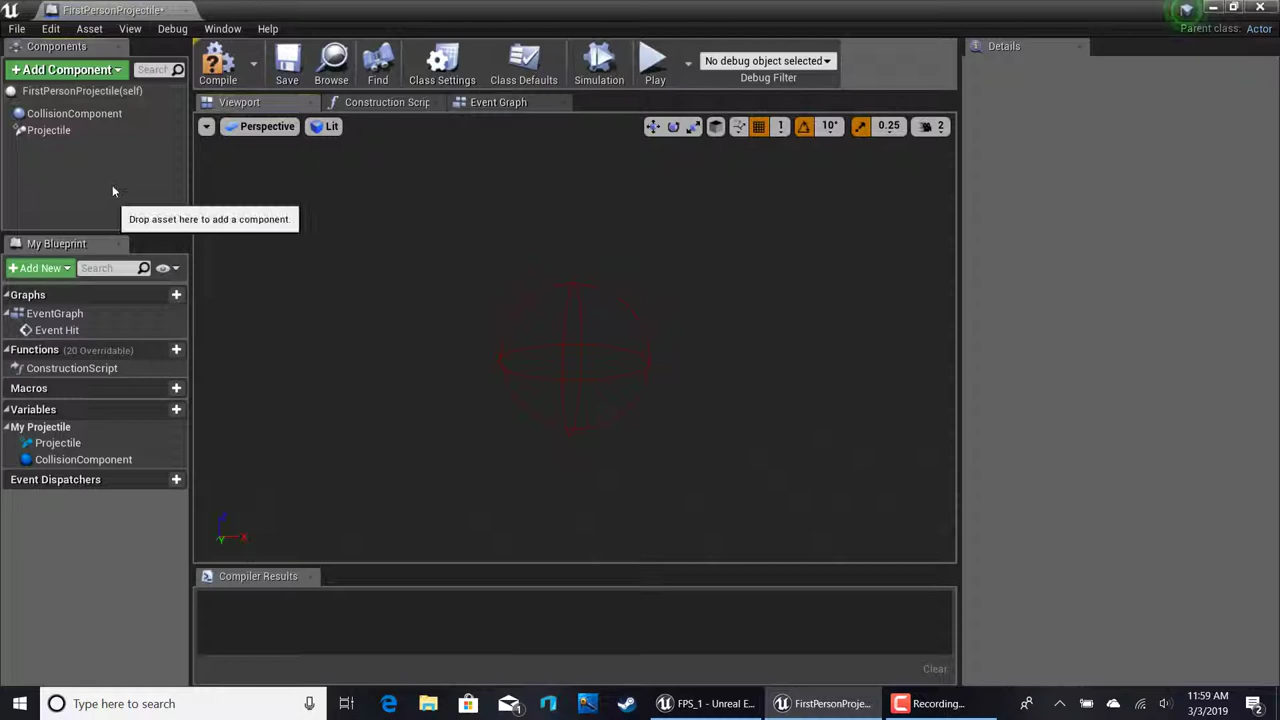 FirstPersonProjectile*
File Edit Asset View Debug Window Help
Parent class: Actor
Components
+Add Component
Search
FirstPersonProjectile(self)
CollisionComponent
Projectile
Drop asset here to add a component.
My Blueprint
+Add New
Search
Graphs
EventGraph
Event Hit
Functions (20 Overridable)
ConstructionScript
Macros
Variables
My Projectile
Projectile
CollisionComponent
Event Dispatchers
Compile
Save
Browse
Find
Class Settings
Class Defaults
Simulation
Play
No debug object selected
Debug Filter
Viewport
Construction Scrip
Event Graph
Perspective
Lit
1
10°
0.25
2
Z
X
Y
Compiler Results
Clear
Details
Type here to search
FPS_1 - Unreal E...
FirstPersonProje...
Recording...
11:59 AM
3/3/2019